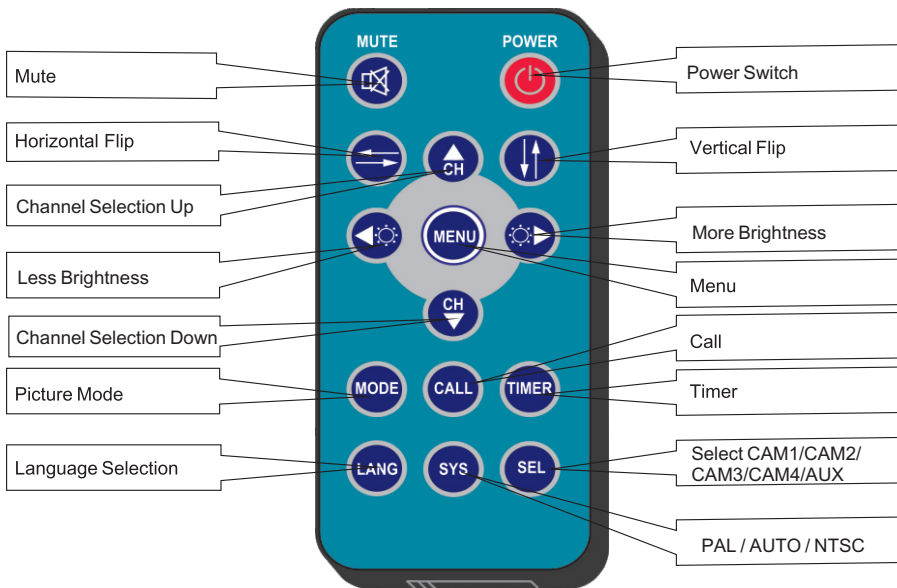 MUTE
POWER
Mute
Power Switch
Horizontal Flip
CH
Vertical Flip
Channel Selection Up
MENU
More Brightness
Less Brightness
Menu
CH
Channel Selection Down
Call
Picture Mode
MODE
CALL
TIMER
Timer
Language Selection
LANG
SYS
SEL
Select CAM1/CAM2/
CAM3/CAM4/AUX
PAL / AUTO / NTSC